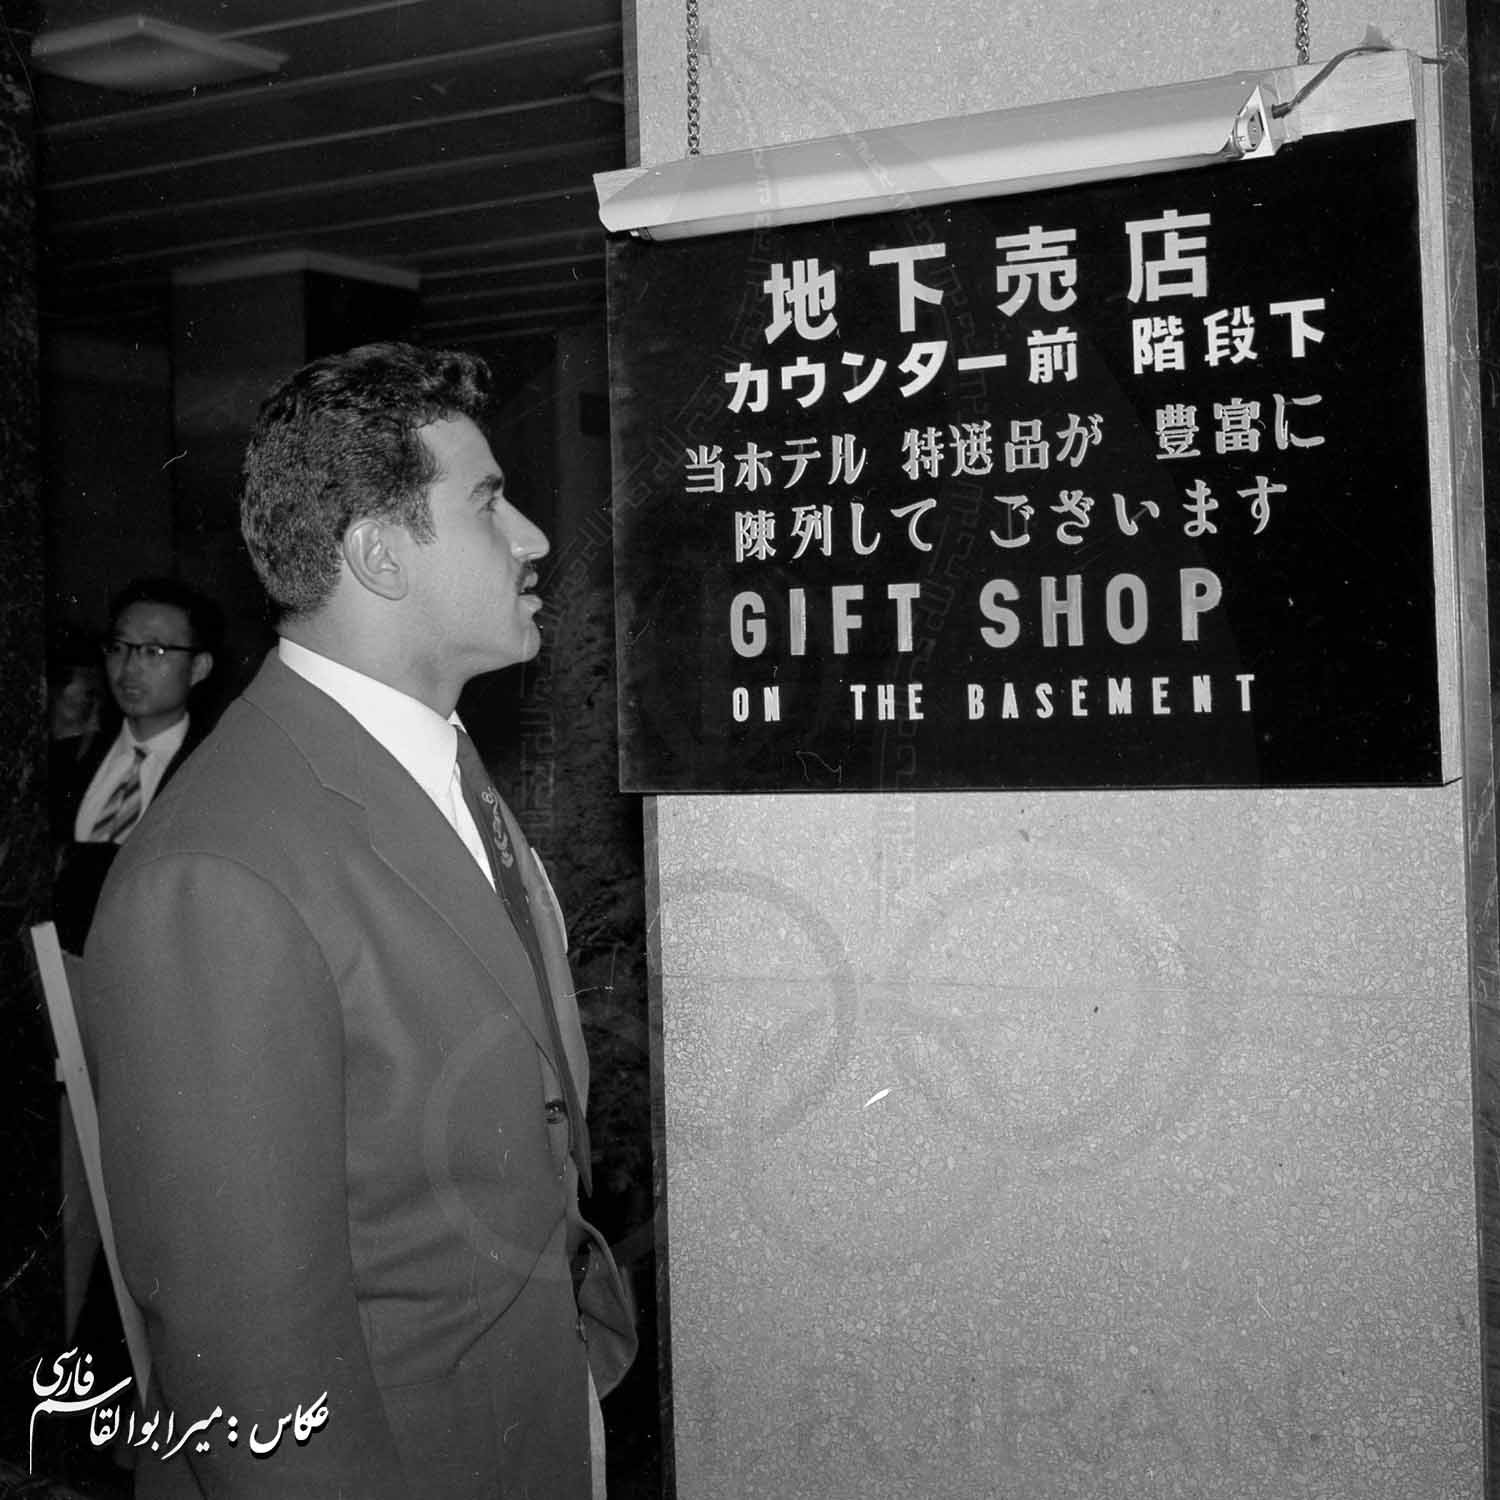 地下売店
カウンター前 階段下
当ホテル 特選品が 豊富に
陳列して ございます
GIFT SHOP
ON THE BASEMENT
عکاس : میرابوالقاسم فارسی